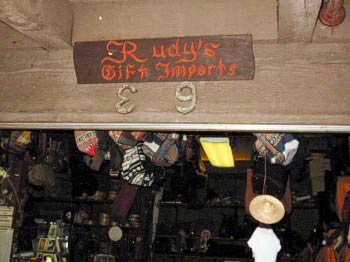 Rudy's
Gift Imports
E 9